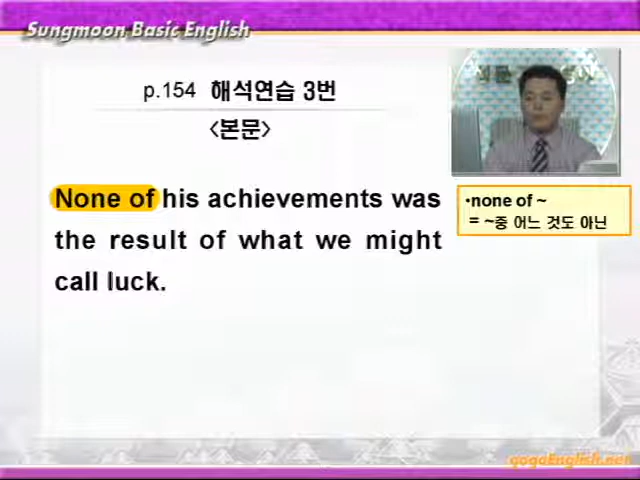 Sungmoon Basic English
p.154 해석연습 3번
<본문>
None of his achievements was
the result of what we might
call luck.
•none of ~
= ~중 어느 것도 아닌
gogoEnglish.net